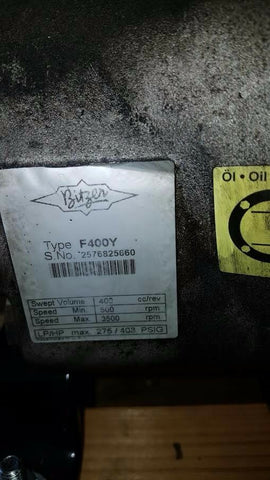 Bitzer
Öl • Oil
Type F400Y
S.No. 2576825660
Swept Volume 400 cc/rev
Speed Min. 500 rpm
Speed Max 3500 rpm
LP/HP max. 275 / 403 PSIG